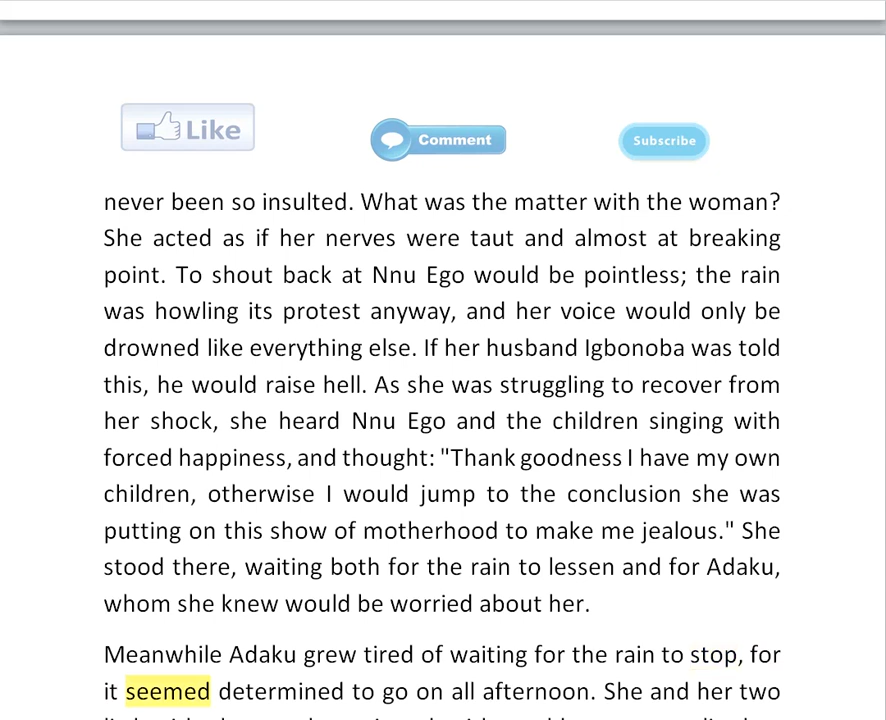 Like
Comment
Subscribe
never been so insulted. What was the matter with the woman?
She acted as if her nerves were taut and almost at breaking
point. To shout back at Nnu Ego would be pointless; the rain
was howling its protest anyway, and her voice would only be
drowned like everything else. If her husband Igbonoba was told
this, he would raise hell. As she was struggling to recover from
her shock, she heard Nnu Ego and the children singing with
forced happiness, and thought: "Thank goodness I have my own
children, otherwise I would jump to the conclusion she was
putting on this show of motherhood to make me jealous." She
stood there, waiting both for the rain to lessen and for Adaku,
whom she knew would be worried about her.
Meanwhile Adaku grew tired of waiting for the rain to stop, for
it seemed determined to go on all afternoon. She and her two